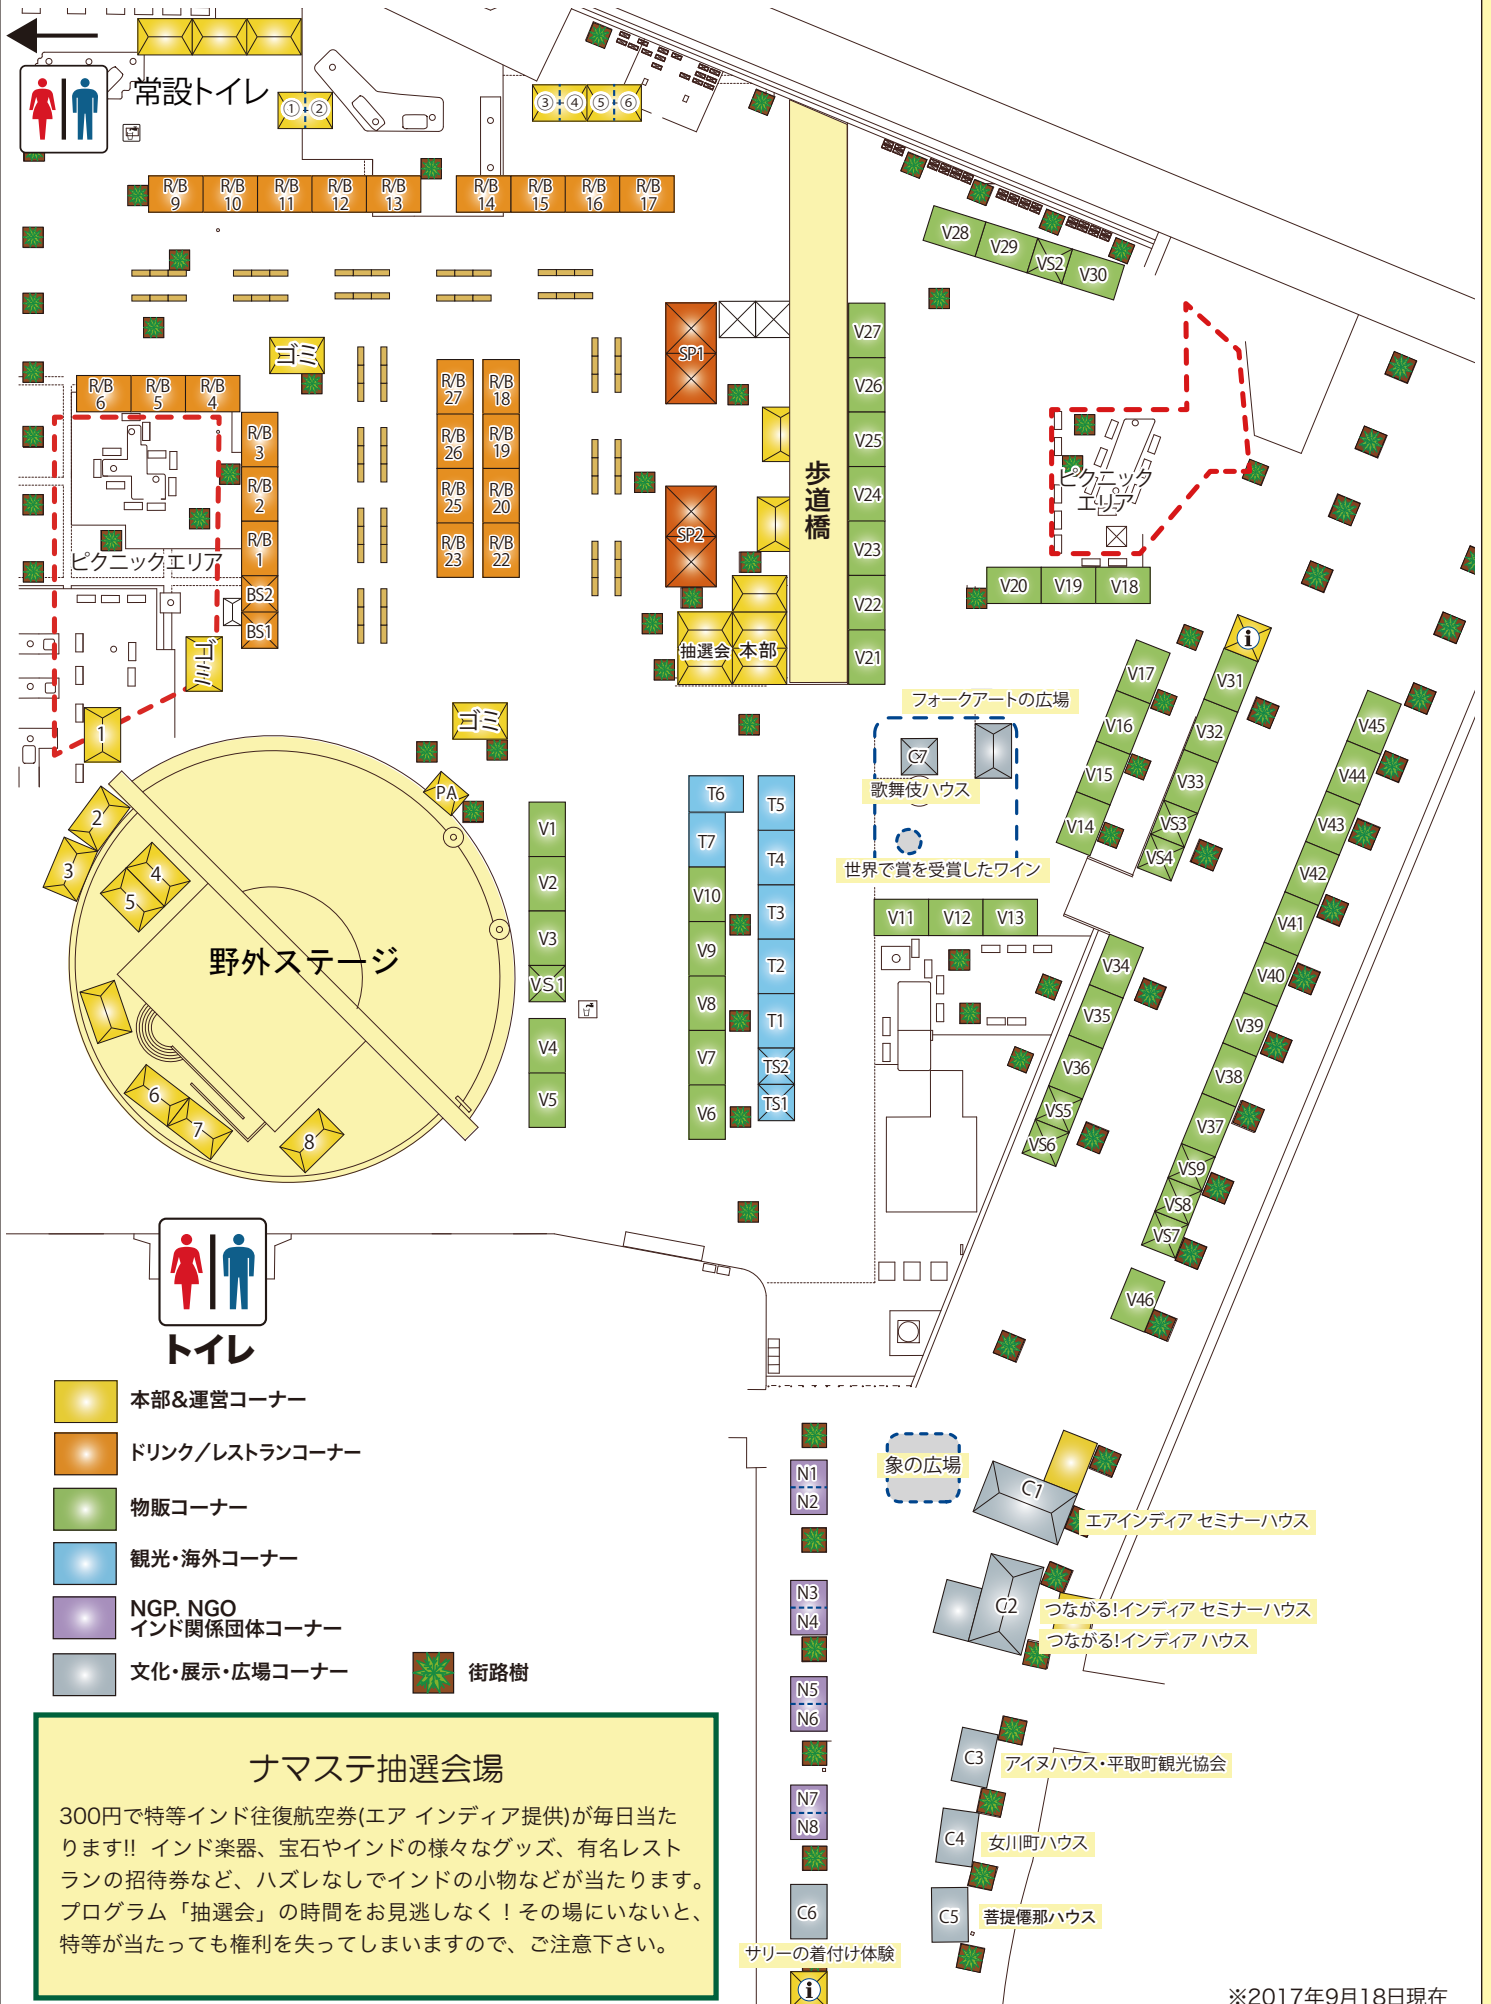 常設トイレ
① ②
③ ④ ⑤ ⑥
R/B 9
R/B 10
R/B 11
R/B 12
R/B 13
R/B 14
R/B 15
R/B 16
R/B 17
V28
V29
VS2
V30
ゴミ
R/B 6
R/B 5
R/B 4
R/B 3
R/B 2
R/B 1
BS2
BS1
R/B 27
R/B 18
R/B 26
R/B 19
R/B 25
R/B 20
R/B 23
R/B 22
SP1
SP2
歩道橋
V27
V26
V25
V24
V23
V22
V21
ピクニック
エリア
V20
V19
V18
ピクニックエリア
抽選会
本部
ゴミ
ゴミ
1
2
3
4
5
6
7
8
PA
野外ステージ
フォークアートの広場
C7
歌舞伎ハウス
世界で賞を受賞したワイン
i
V17
V16
V15
V14
V31
V32
V33
VS3
VS4
V45
V44
V43
V42
V41
V40
V39
V38
V37
VS9
VS8
VS7
V46
V1
V2
V3
VS1
V4
V5
T6
T7
V10
V9
V8
V7
V6
T5
T4
T3
T2
T1
TS2
TS1
V11
V12
V13
V34
V35
V36
VS5
VS6
トイレ
本部&運営コーナー
ドリンク/レストランコーナー
物販コーナー
観光・海外コーナー
NGP. NGO
インド関係団体コーナー
文化・展示・広場コーナー
街路樹
N1
N2
N3
N4
N5
N6
N7
N8
C6
サリーの着付け体験
i
象の広場
C1
エアインディア セミナーハウス
C2
つながる!インディア セミナーハウス
つながる!インディア ハウス
C3
アイヌハウス・平取町観光協会
C4
女川町ハウス
C5
菩提僊那ハウス
ナマステ抽選会場
300円で特等インド往復航空券(エア インディア提供)が毎日当た
ります!! インド楽器、宝石やインドの様々なグッズ、有名レスト
ランの招待券など、ハズレなしでインドの小物などが当たります。
プログラム「抽選会」の時間をお見逃しなく！その場にいないと、
特等が当たっても権利を失ってしまいますので、ご注意下さい。
※2017年9月18日現在